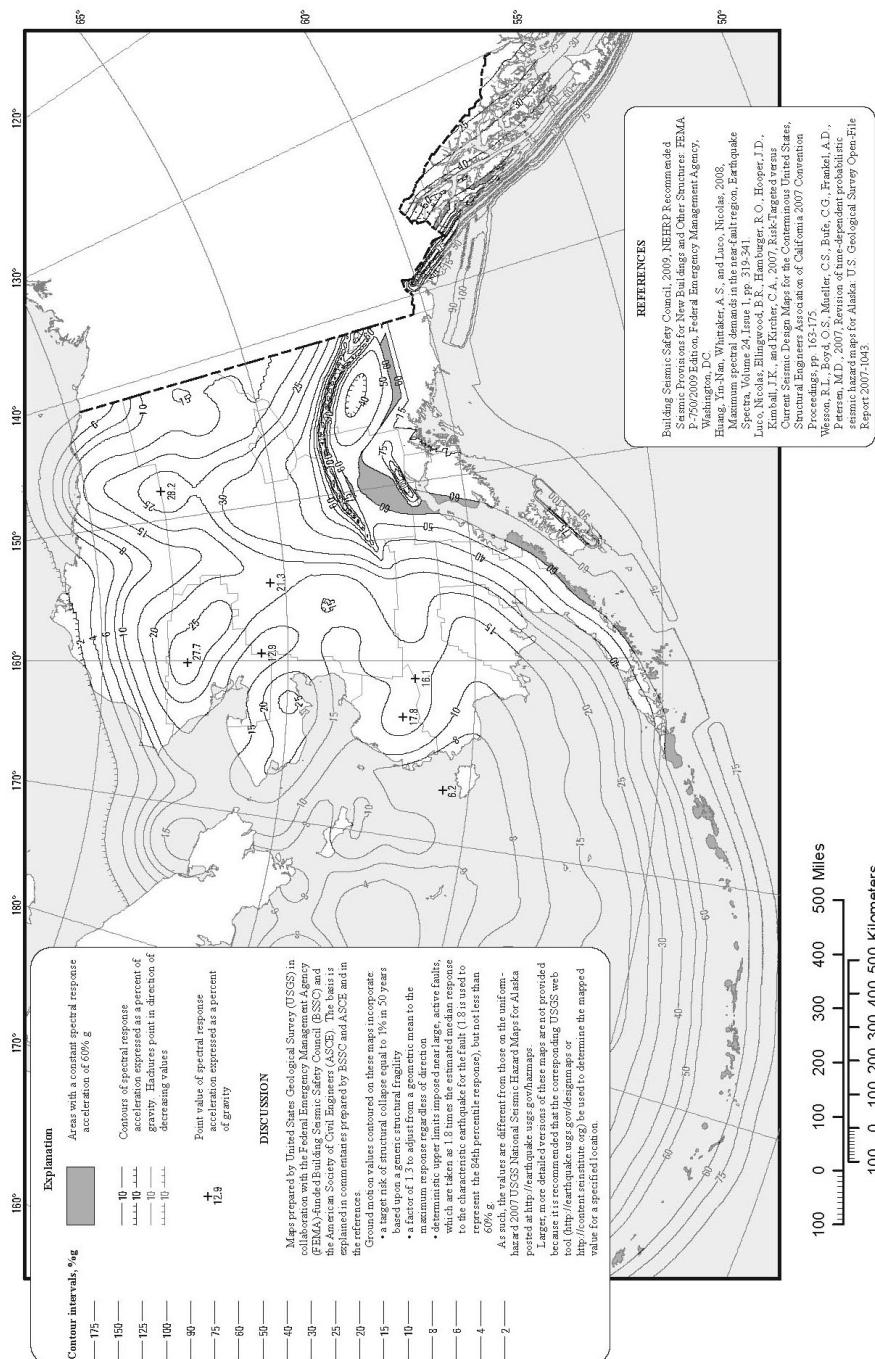 Explanation
Contour intervals, %g
175
150
125
100
90
75
60
50
40
30
25
20
15
10
8
6
4
2
Areas with a constant spectral response
acceleration of 60% g
10
10
10
10
Contours of spectral response
acceleration expressed as a percent of
gravity. Hachures point in direction of
decreasing values
+
12.9
Point value of spectral response
acceleration expressed as a percent
of gravity
DISCUSSION
Maps prepared by United States Geological Survey (USGS) in
collaboration with the Federal Emergency Management Agency
(FEMA)-funded Building Seismic Safety Council (BSSC) and
the American Society of Civil Engineers (ASCE). The basis is
explained in commentaries prepared by BSSC and ASCE and in
the references.
Ground motion values contoured on these maps incorporate:
• a target risk of structural collapse equal to 1% in 50 years
based upon a generic structural fragility
• a factor of 1.3 to adjust from a geometric mean to the
maximum response regardless of direction
• deterministic upper limits imposed near large, active faults,
which are taken as 1.8 times the estimated median response
to the characteristic earthquake for the fault (1.8 is used to
represent the 84th percentile response), but not less than
60% g.
As such, the values are different from those on the uniform-
hazard 2007 USGS National Seismic Hazard Maps for Alaska
posted at http://earthquake.usgs.gov/hazmaps.
Larger, more detailed versions of these maps are not provided
because it is recommended that the corresponding USGS web
tool (http://earthquake.usgs.gov/designmaps or
http://content.seinstitute.org) be used to determine the mapped
value for a specified location.
160°
170°
180°
170°
160°
150°
140°
130°
120°
65°
60°
55°
50°
28.2
27.7
21.3
12.9
16.1
17.8
6.2
REFERENCES
Building Seismic Safety Council, 2009, NEHRP Recommended
Seismic Provisions for New Buildings and Other Structures: FEMA
P-750/2009 Edition, Federal Emergency Management Agency,
Washington, DC.
Huang, Yin-Nan, Whittaker, A.S., and Luco, Nicolas, 2008,
Maximum spectral demands in the near-fault region, Earthquake
Spectra, Volume 24, Issue 1, pp. 319-341.
Luco, Nicolas, Ellingwood, B.R., Hamburger, R.O., Hooper, J.D.,
Kimball, J.K., and Kircher, C.A., 2007, Risk-Targeted versus
Current Seismic Design Maps for the Conterminous United States,
Structural Engineers Association of California 2007 Convention
Proceedings, pp. 163-175.
Wesson, R.L., Boyd, O.S., Mueller, C.S., Bufe, C.G., Frankel, A.D.,
Petersen, M.D., 2007, Revision of time-dependent probabilistic
seismic hazard maps for Alaska: U.S. Geological Survey Open-File
Report 2007-1043.
100 0 100 200 300 400 500 Miles
100 0 100 200 300 400 500 Kilometers